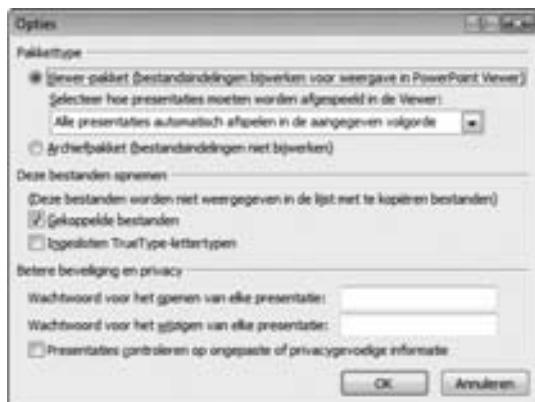 Opties
Pakkettype
Viewer-pakket (bestandsindelingen bijwerken voor weergave in PowerPoint Viewer)
Selecteer hoe presentaties moeten worden afgespeeld in de Viewer:
Alle presentaties automatisch afspelen in de aangegeven volgorde
Archiefpakket (bestandsindelingen niet bijwerken)
Deze bestanden opnemen
(Deze bestanden worden niet weergegeven in de lijst met te kopiëren bestanden)
Gekoppelde bestanden
Ingesloten TrueType-lettertypen
Betere beveiliging en privacy
Wachtwoord voor het openen van elke presentatie:
Wachtwoord voor het wijzigen van elke presentatie:
Presentaties controleren op ongepaste of privacygevoelige informatie
OK
Annuleren